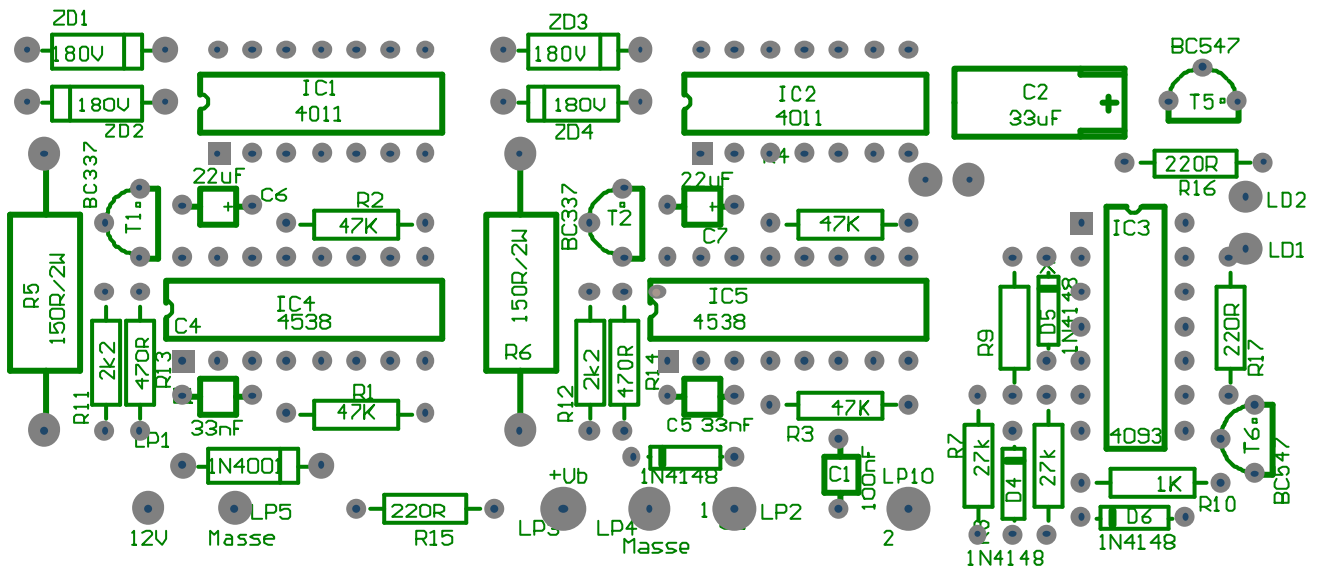 ZD1
180V
180V
ZD2
BC337
T1
R5
150R/2W
IC1
4011
22uF
+
C6
R2
47K
IC4
4538
C4
2k2
470R
R13
R11
LP1
33nF
R1
47K
1N4001
12V
LP5
Masse
220R
R15
ZD3
180V
180V
ZD4
BC337
T2
150R/2W
R6
IC2
4011
22uF
+
C7
47K
IC5
4538
2k2
470R
R14
R12
C5 33nF
47K
R3
1N4148
+Ub
LP3
LP4
Masse
1
LP2
C1
100nF
LP10
2
C2
33uF
+
BC547
T5
220R
R16
LD2
LD1
IC3
4093
R9
D5
1N4148
220R
R17
R7
27k
D4
27k
1N4148
T6
BC547
1K
R10
D6
1N4148